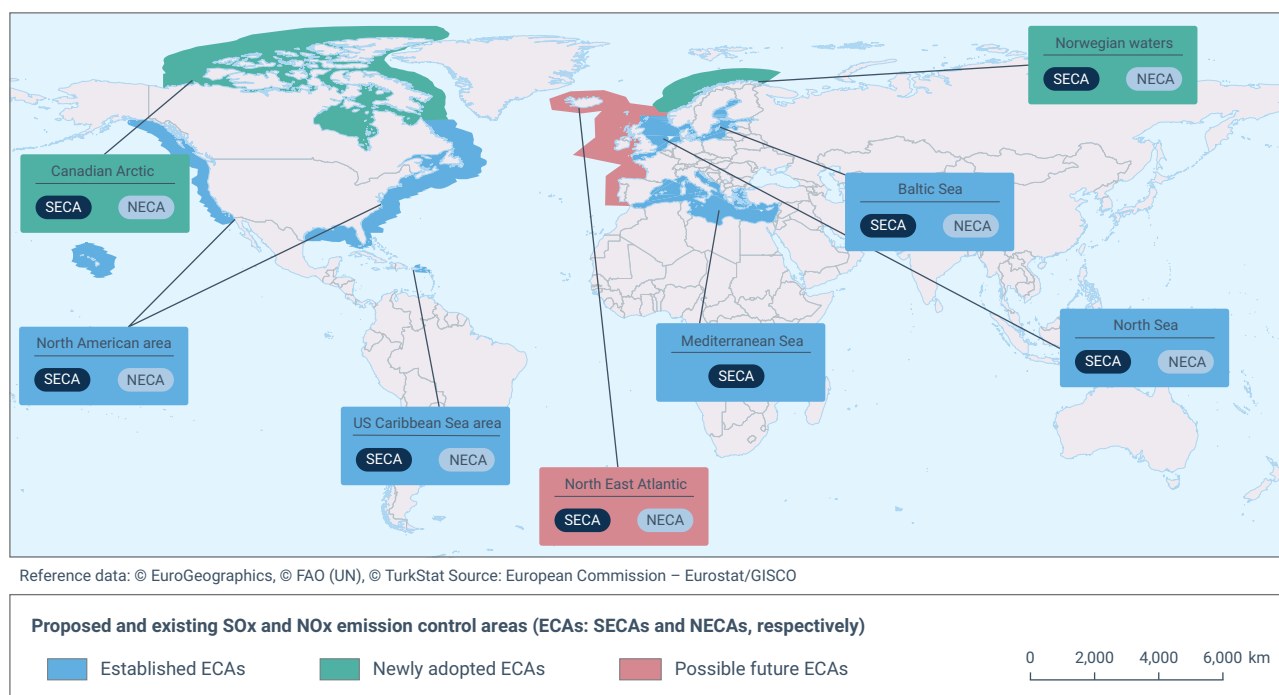 Norwegian waters
SECA NECA
Canadian Arctic
SECA NECA
Baltic Sea
SECA NECA
North American area
SECA NECA
Mediterranean Sea
SECA
North Sea
SECA NECA
US Caribbean Sea area
SECA NECA
North East Atlantic
SECA NECA
Reference data: © EuroGeographics, © FAO (UN), © TurkStat Source: European Commission – Eurostat/GISCO
Proposed and existing SOx and NOx emission control areas (ECAs: SECAs and NECAs, respectively)
Established ECAs Newly adopted ECAs Possible future ECAs
0 2,000 4,000 6,000 km